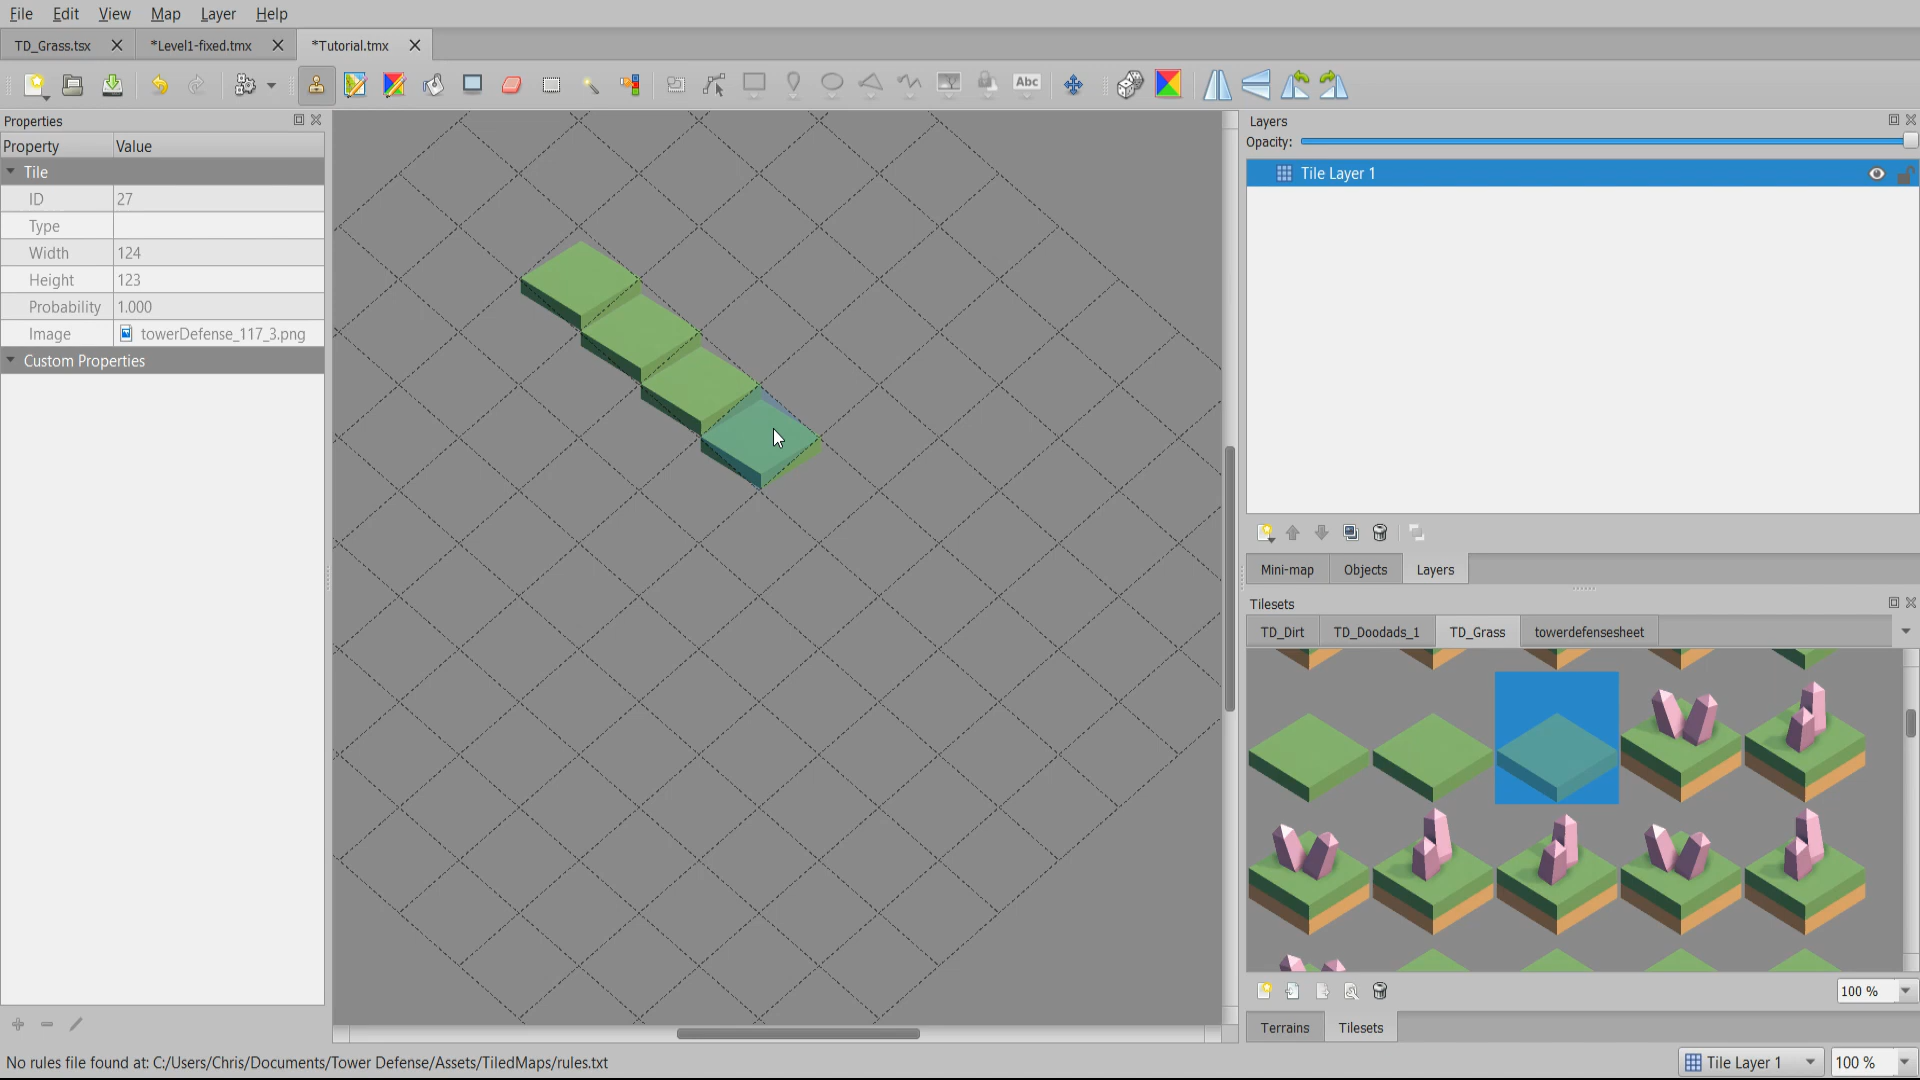 File Edit View Map Layer Help
TD_Grass.tsx *Level1-fixed.tmx *Tutorial.tmx
Abc
Properties
Property Value
Tile
ID 27
Type
Width 124
Height 123
Probability 1.000
Image towerDefense_117_3.png
Custom Properties
Layers
Opacity:
Tile Layer 1
Mini-map Objects Layers
Tilesets
TD_Dirt TD_Doodads_1 TD_Grass towerdefensesheet
100 %
Terrains Tilesets
No rules file found at: C:/Users/Chris/Documents/Tower Defense/Assets/TiledMaps/rules.txt
Tile Layer 1 100 %